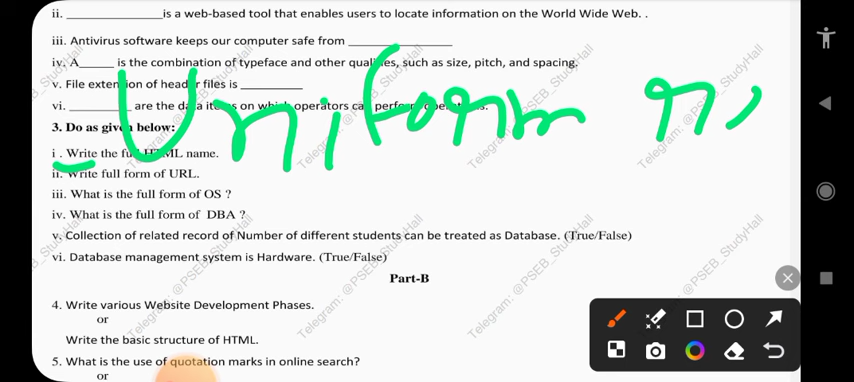 ii. ______________is a web-based tool that enables users to locate information on the World Wide Web. .
iii. Antivirus software keeps our computer safe from _______________
iv. A_____ is the combination of typeface and other qualities, such as size, pitch, and spacing.
v. File extension of header files is _________
vi. _________ are the data items on which operators can perform operations.
Uniform
3. Do as given below:
i . Write the full HTML name.
ii. Write full form of URL.
iii. What is the full form of OS ?
iv. What is the full form of DBA ?
v. Collection of related record of Number of different students can be treated as Database. (True/False)
vi. Database management system is Hardware. (True/False)
Part-B
4. Write various Website Development Phases.
or
Write the basic structure of HTML.
5. What is the use of quotation marks in online search?
or
Telegram: @PSEB_StudyHall